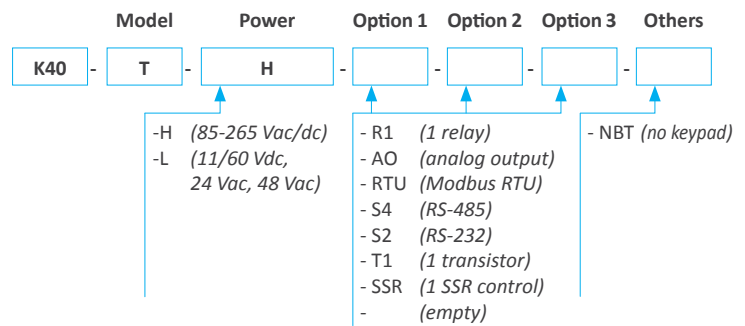 Model Power Option 1 Option 2 Option 3 Others
K40 - T - H - - - -
-H (85-265 Vac/dc)
-L (11/60 Vdc,
24 Vac, 48 Vac)
- R1 (1 relay)
- AO (analog output)
- RTU (Modbus RTU)
- S4 (RS-485)
- S2 (RS-232)
- T1 (1 transistor)
- SSR (1 SSR control)
- (empty)
- NBT (no keypad)